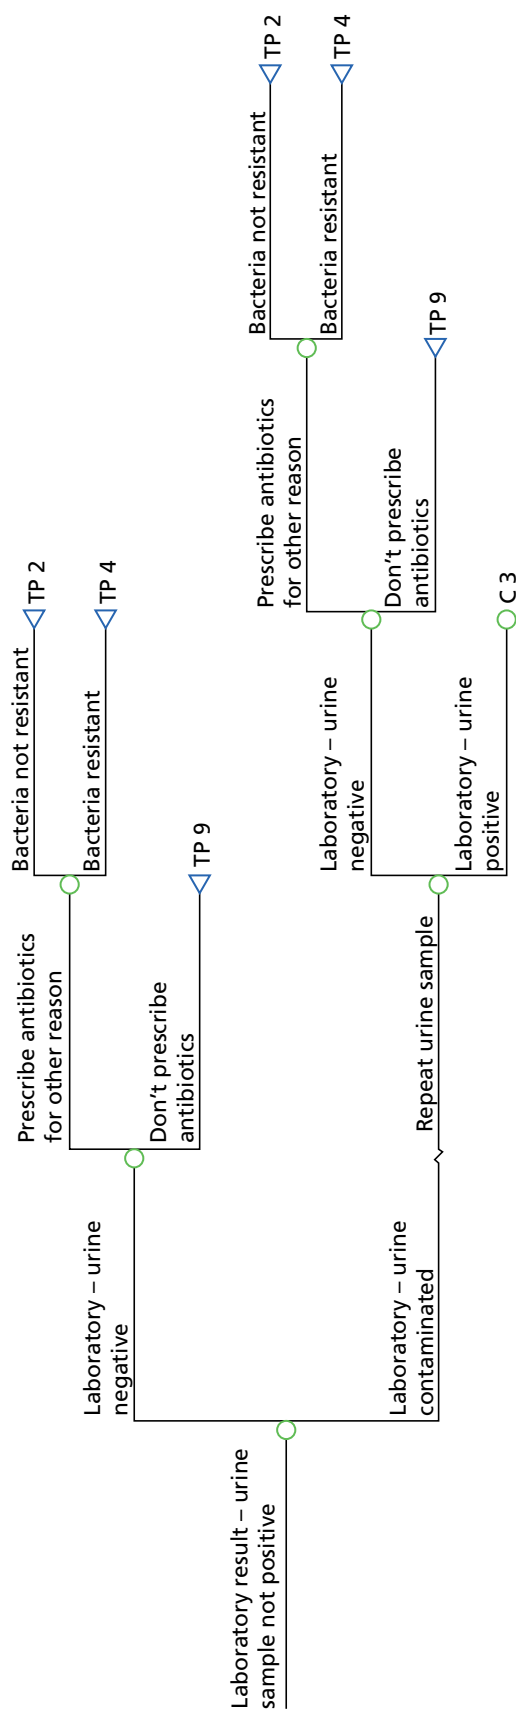 Laboratory result – urine
sample not positive
Laboratory – urine
negative
Prescribe antibiotics
for other reason
Bacteria not resistant
TP 2
Bacteria resistant
TP 4
Don't prescribe
antibiotics
TP 9
Laboratory – urine
contaminated
Repeat urine sample
Laboratory – urine
negative
Prescribe antibiotics
for other reason
Bacteria not resistant
TP 2
Bacteria resistant
TP 4
Don't prescribe
antibiotics
TP 9
Laboratory – urine
positive
C 3